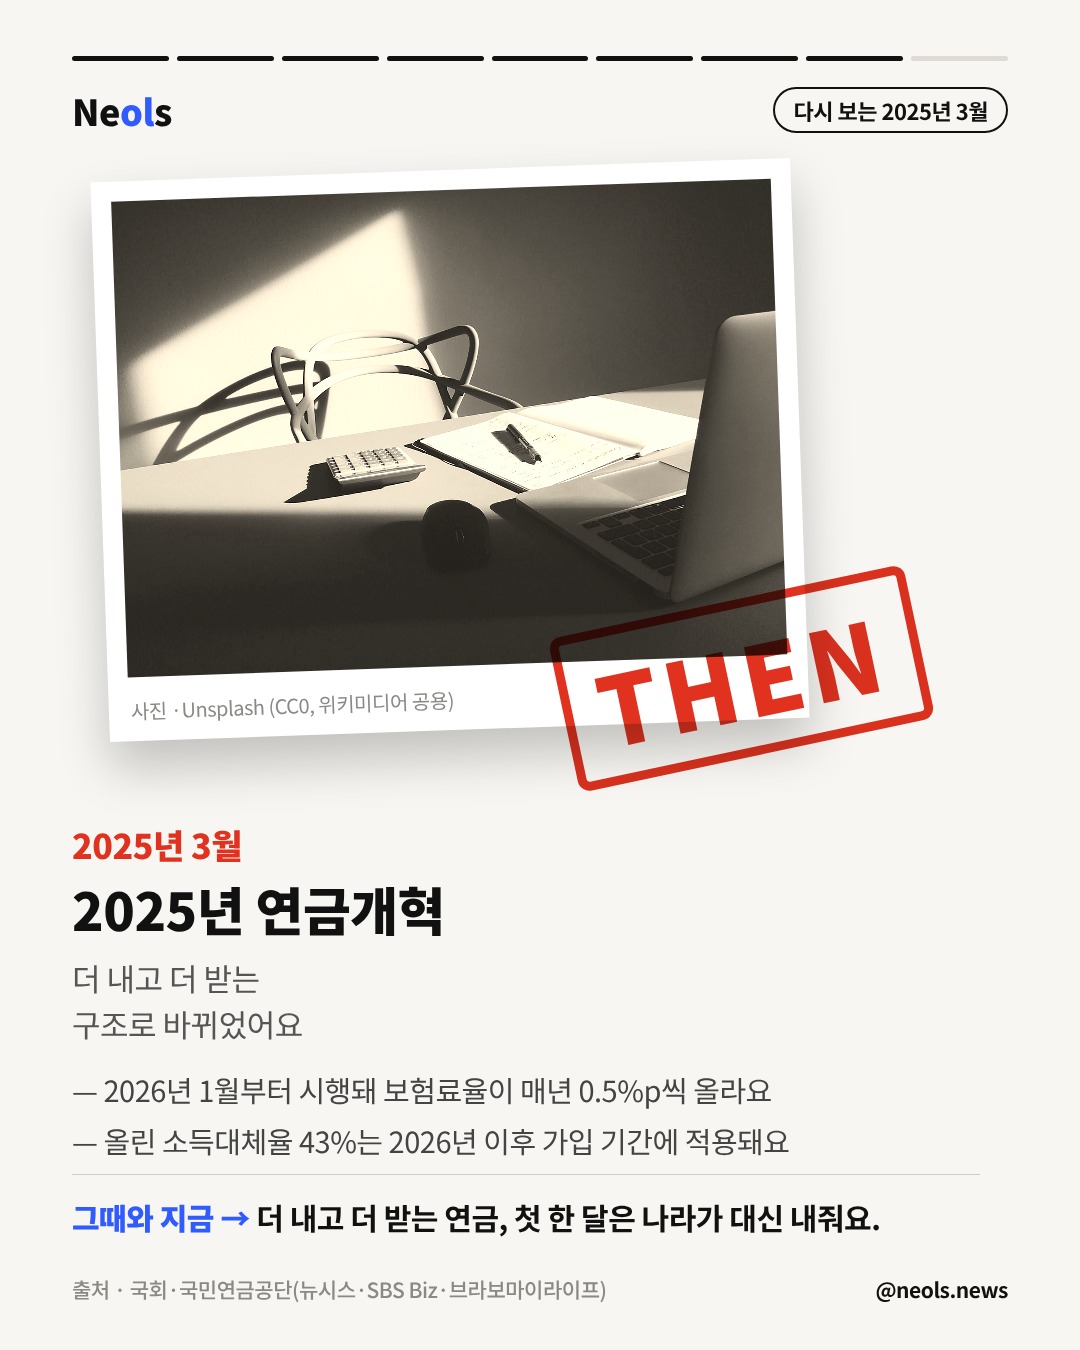 Neols
다시 보는 2025년 3월
사진 · Unsplash (CC0, 위키미디어 공용)
THEN
2025년 3월
2025년 연금개혁
더 내고 더 받는
구조로 바뀌었어요
— 2026년 1월부터 시행돼 보험료율이 매년 0.5%p씩 올라요
— 올린 소득대체율 43%는 2026년 이후 가입 기간에 적용돼요
그때와 지금 → 더 내고 더 받는 연금, 첫 한 달은 나라가 대신 내줘요.
출처 · 국회·국민연금공단(뉴시스·SBS Biz·브라보마이라이프)
@neols.news